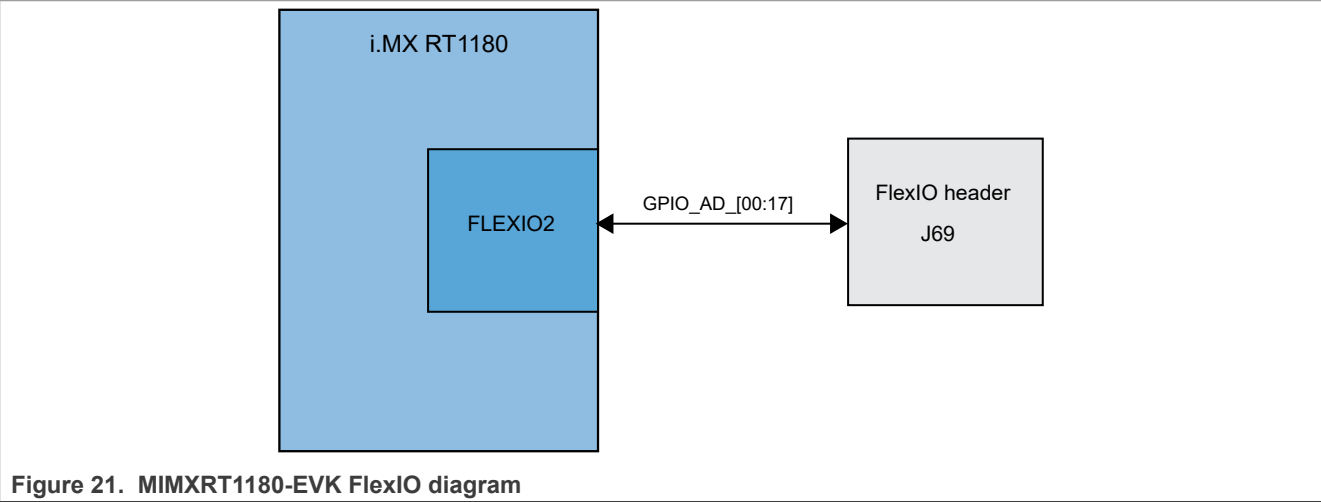 i.MX RT1180
FLEXIO2
GPIO_AD_[00:17]
FlexIO header
J69
Figure 21. MIMXRT1180-EVK FlexIO diagram